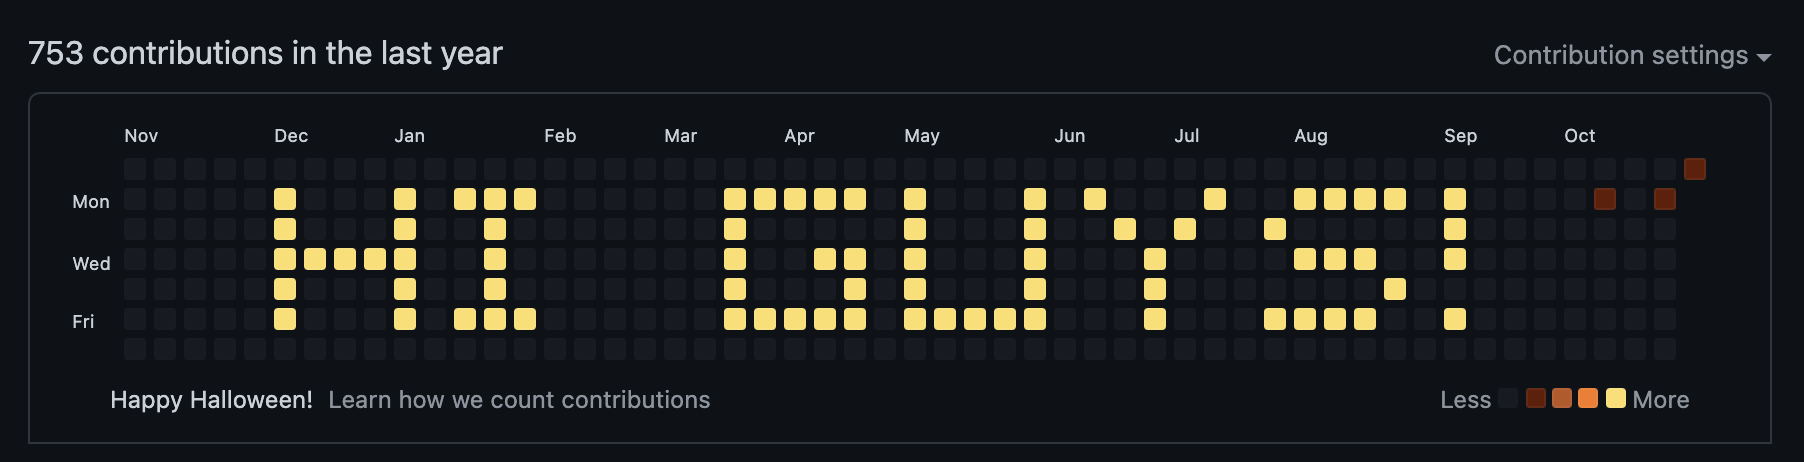 753 contributions in the last year
Contribution settings
Nov Dec Jan Feb Mar Apr May Jun Jul Aug Sep Oct
Mon
Wed
Fri
HI GUYS!
Happy Halloween! Learn how we count contributions
Less More